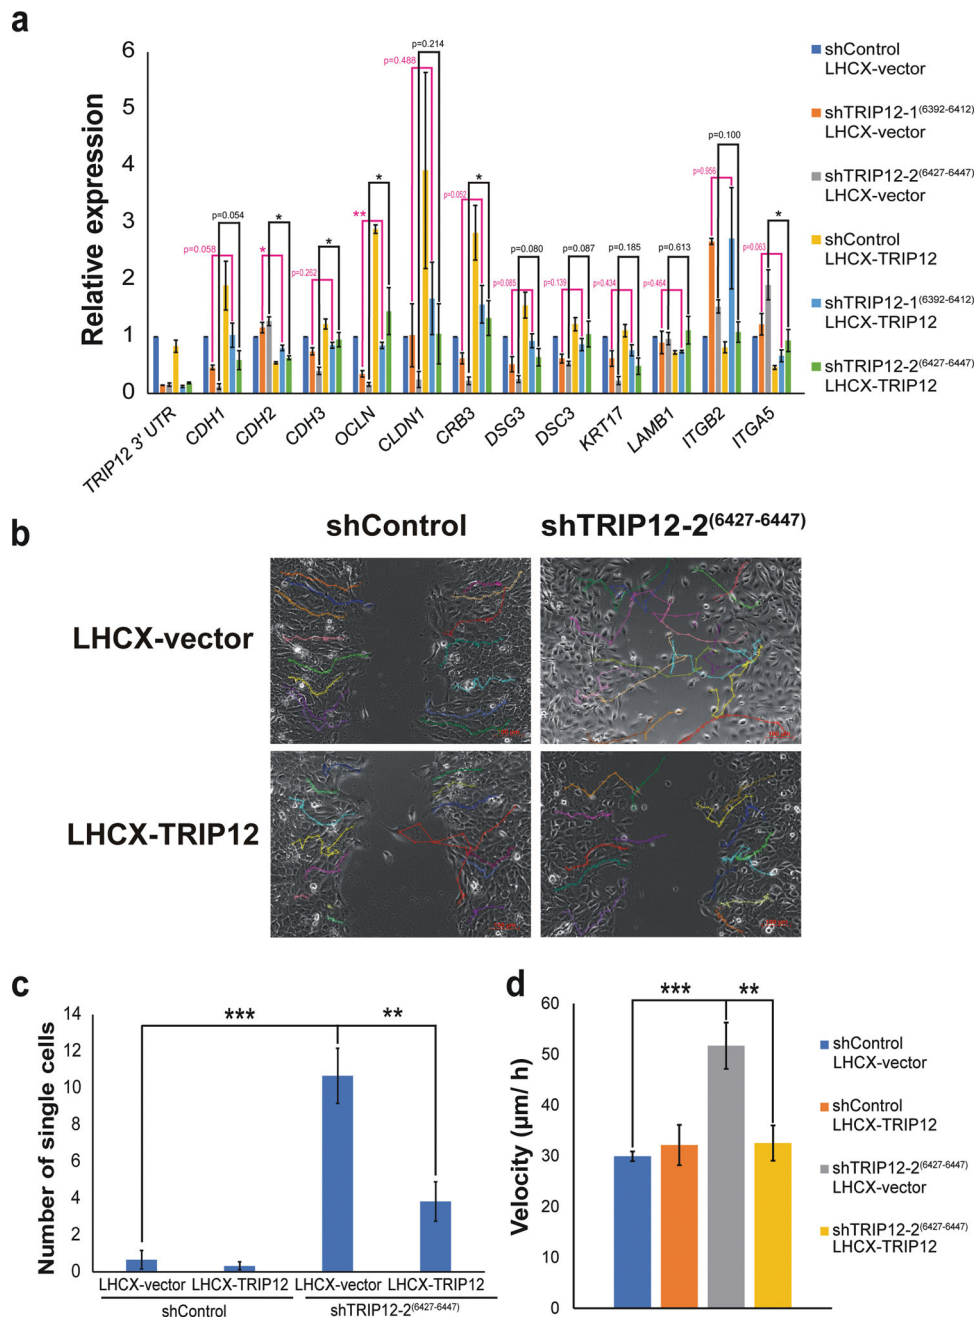 a
Relative expression
6
5
4
3
2
1
0
p=0.058
p=0.054
*
*
p=0.262
*
**
*
p=0.488
p=0.214
p=0.052
*
p=0.085
p=0.080
p=0.139
p=0.087
p=0.434
p=0.185
p=0.464
p=0.613
p=0.956
p=0.100
p=0.063
*
TRIP12 3' UTR
CDH1
CDH2
CDH3
OCLN
CLDN1
CRB3
DSG3
DSC3
KRT17
LAMB1
ITGB2
ITGA5
shControl
LHCX-vector
shTRIP12-1(6392-6412)
LHCX-vector
shTRIP12-2(6427-6447)
LHCX-vector
shControl
LHCX-TRIP12
shTRIP12-1(6392-6412)
LHCX-TRIP12
shTRIP12-2(6427-6447)
LHCX-TRIP12
b
shControl
shTRIP12-2(6427-6447)
LHCX-vector
LHCX-TRIP12
c
Number of single cells
14
12
10
8
6
4
2
0
***
**
LHCX-vector LHCX-TRIP12 LHCX-vector LHCX-TRIP12
shControl
shTRIP12-2(6427-6447)
d
Velocity (µm/ h)
60
50
40
30
20
10
0
***
**
shControl
LHCX-vector
shControl
LHCX-TRIP12
shTRIP12-2(6427-6447)
LHCX-vector
shTRIP12-2(6427-6447)
LHCX-TRIP12